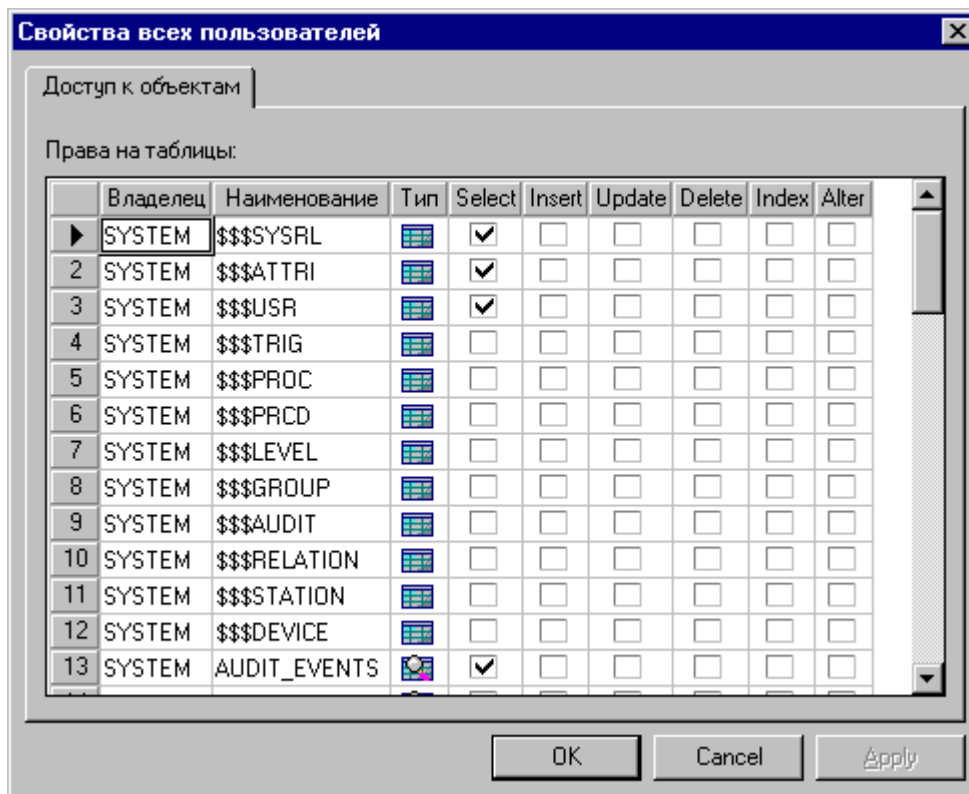 Свойства всех пользователей
Доступ к объектам
Права на таблицы:
Владелец Наименование Тип Select Insert Update Delete Index Alter
SYSTEM $$$SYSRL
2 SYSTEM $$$ATTRI
3 SYSTEM $$$USR
4 SYSTEM $$$TRIG
5 SYSTEM $$$PROC
6 SYSTEM $$$PRCD
7 SYSTEM $$$LEVEL
8 SYSTEM $$$GROUP
9 SYSTEM $$$AUDIT
10 SYSTEM $$$RELATION
11 SYSTEM $$$STATION
12 SYSTEM $$$DEVICE
13 SYSTEM AUDIT_EVENTS
OK Cancel Apply